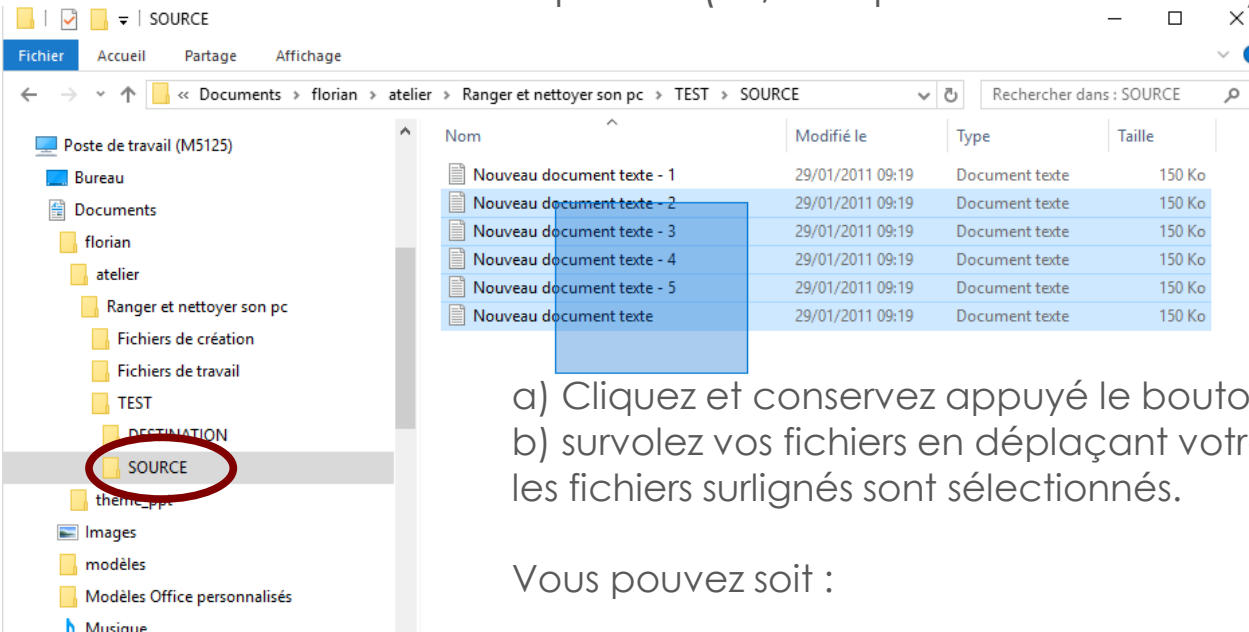 SOURCE
Fichier Accueil Partage Affichage
« Documents > florian > atelier > Ranger et nettoyer son pc > TEST > SOURCE
Rechercher dans : SOURCE
Poste de travail (M5125)
Bureau
Documents
florian
atelier
Ranger et nettoyer son pc
Fichiers de création
Fichiers de travail
TEST
DESTINATION
SOURCE
theme_ppt
Images
modèles
Modèles Office personnalisés
Musique
Nom Modifié le Type Taille
Nouveau document texte - 1 29/01/2011 09:19 Document texte 150 Ko
Nouveau document texte - 2 29/01/2011 09:19 Document texte 150 Ko
Nouveau document texte - 3 29/01/2011 09:19 Document texte 150 Ko
Nouveau document texte - 4 29/01/2011 09:19 Document texte 150 Ko
Nouveau document texte - 5 29/01/2011 09:19 Document texte 150 Ko
Nouveau document texte 29/01/2011 09:19 Document texte 150 Ko
a) Cliquez et conservez appuyé le bouto
b) survolez vos fichiers en déplaçant votr
les fichiers surlignés sont sélectionnés.
Vous pouvez soit :